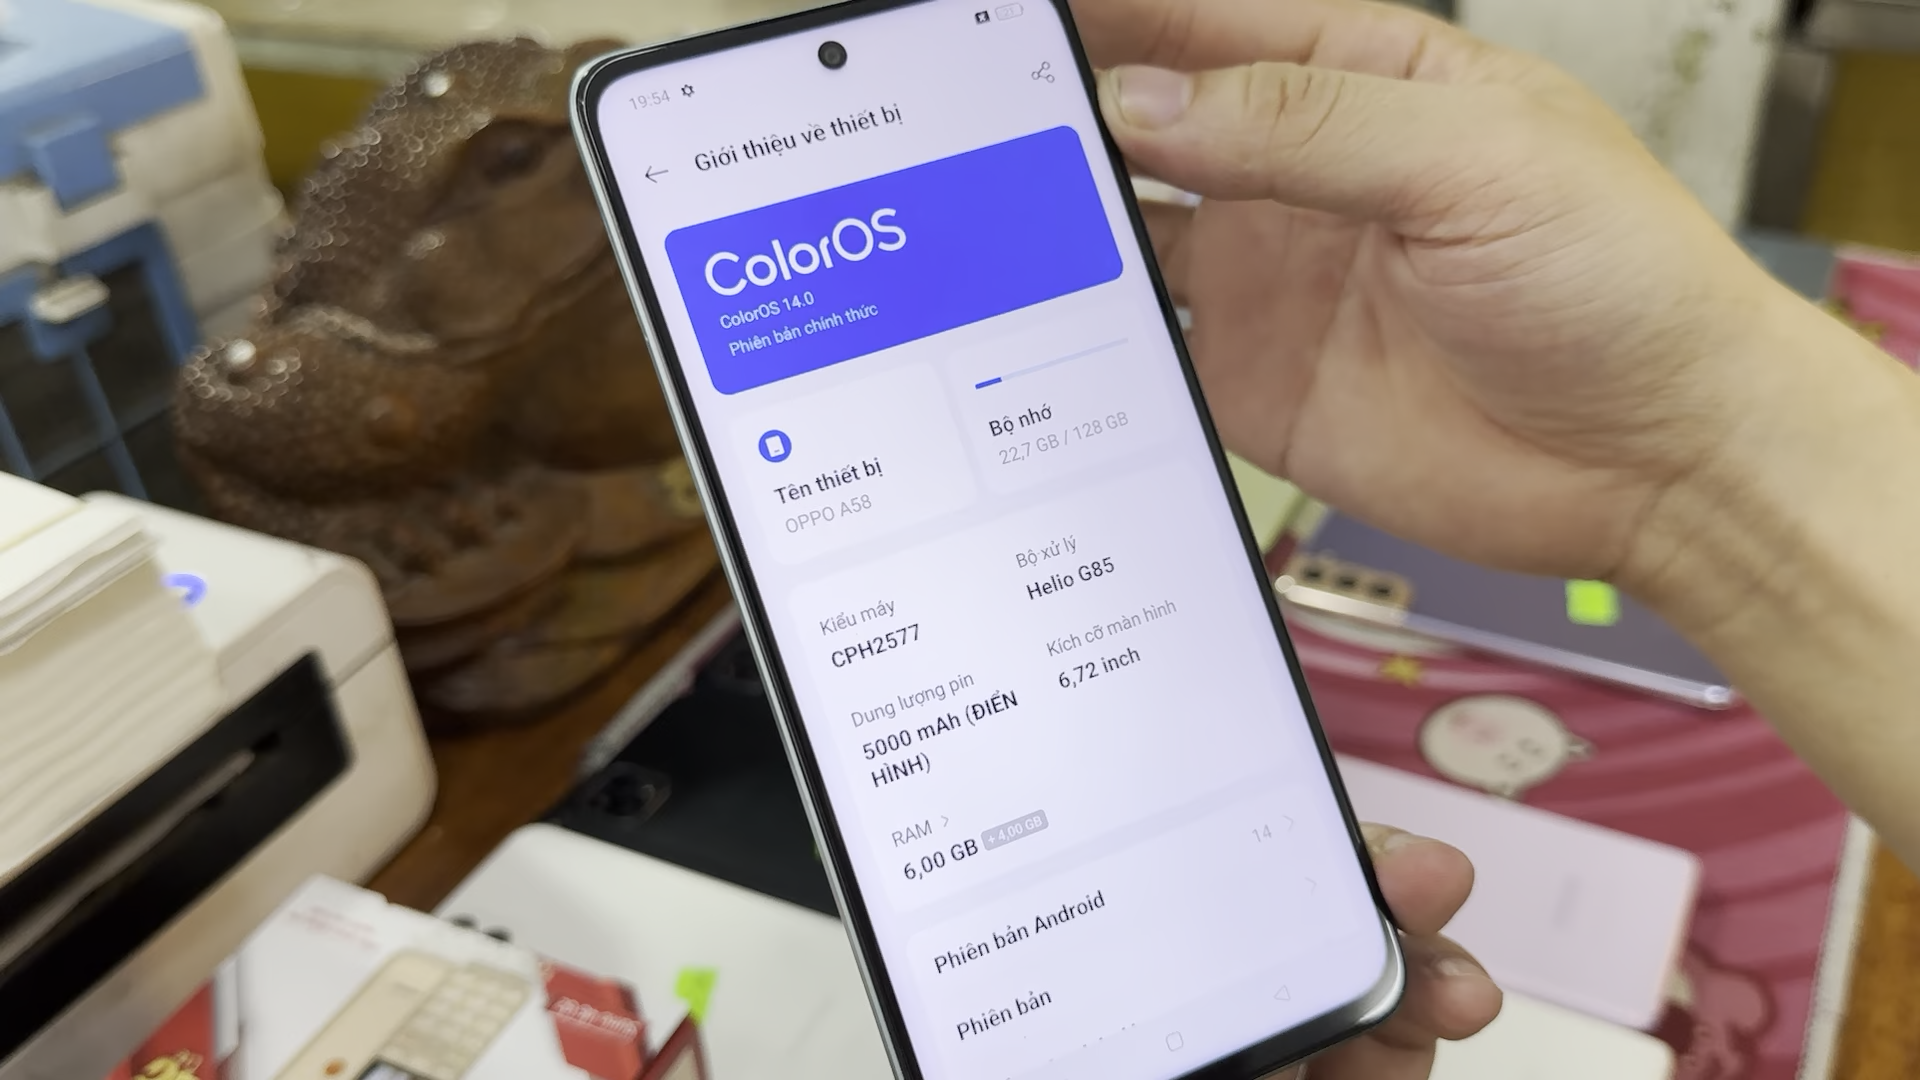 19:54
Giới thiệu về thiết bị
ColorOS
ColorOS 14.0
Phiên bản chính thức
Tên thiết bị
OPPO A58
Bộ nhớ
22,7 GB / 128 GB
Kiểu máy
CPH2577
Bộ xử lý
Helio G85
Dung lượng pin
5000 mAh (ĐIỂN
HÌNH)
Kích cỡ màn hình
6,72 inch
RAM
6,00 GB +4,00 GB
Phiên bản Android
14
Phiên bản